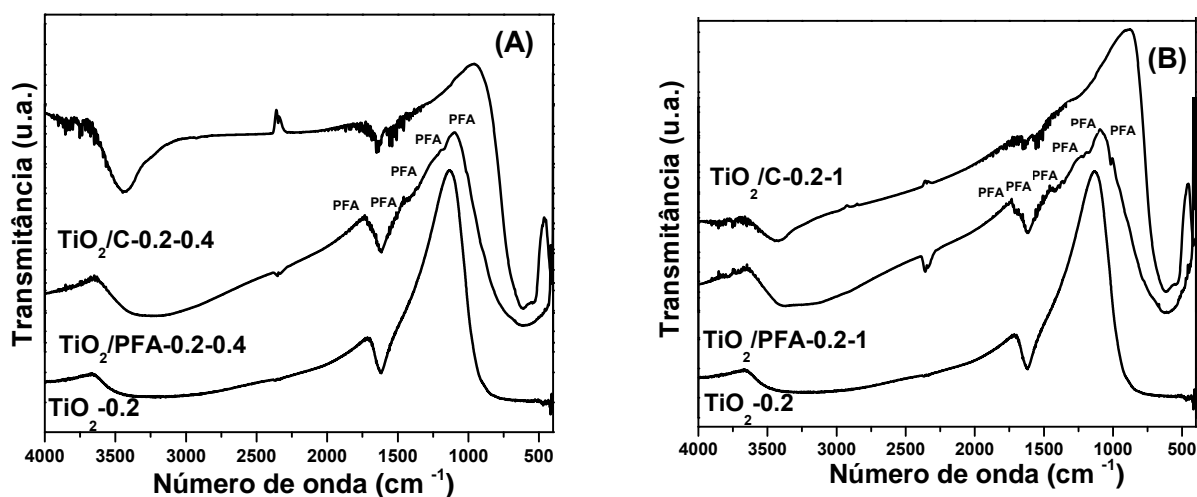 (A)
Transmitância (u.a.)
PFA
PFA
PFA
PFA
PFA
TiO2/C-0.2-0.4
TiO2/PFA-0.2-0.4
TiO2-0.2
4000 3500 3000 2500 2000 1500 1000 500
Número de onda (cm -1)
(B)
Transmitância (u.a.)
TiO2/C-0.2-1
PFA
PFA
PFA
PFA
PFA
PFA
TiO2/PFA-0.2-1
TiO2-0.2
4000 3500 3000 2500 2000 1500 1000 500
Número de onda (cm -1)